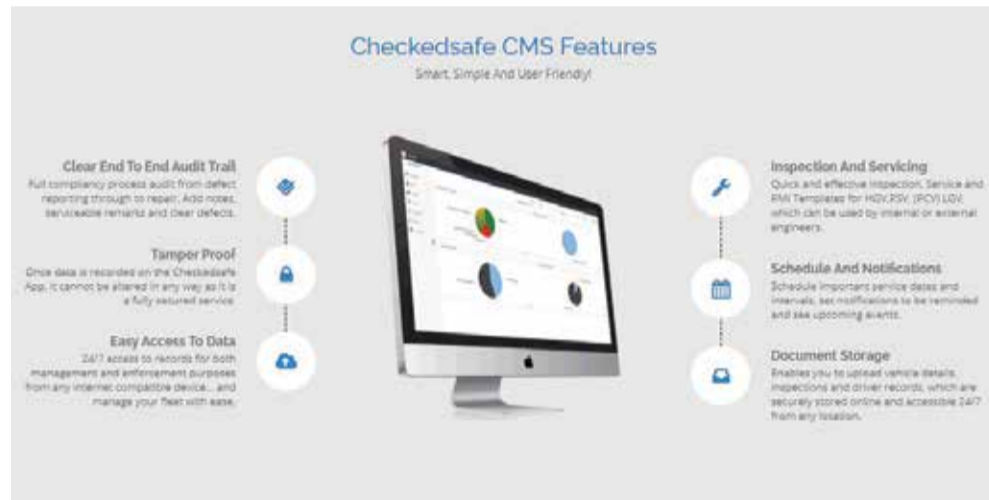 Checkedsafe CMS Features
Smart, Simple And User Friendly!
Clear End To End Audit Trail
Full compliancy process audit from defect
reporting through to repair. Add notes,
serviceable remarks and clear defects.
Tamper Proof
Once data is recorded on the Checkedsafe
App, it cannot be altered in any way as it is
a fully secured service.
Easy Access To Data
24/7 access to records for both
management and enforcement purposes
from any internet compatible device... and
manage your fleet with ease.
Inspection And Servicing
Quick and effective Inspection, Service and
PMI Templates for HGV,PSV, (PCV) LGV,
which can be used by internal or external
engineers.
Schedule And Notifications
Schedule important service dates and
intervals, set notifications to be reminded
and see upcoming events.
Document Storage
Enables you to upload vehicle details,
inspections and driver records, which are
securely stored online and accessible 24/7
from any location.